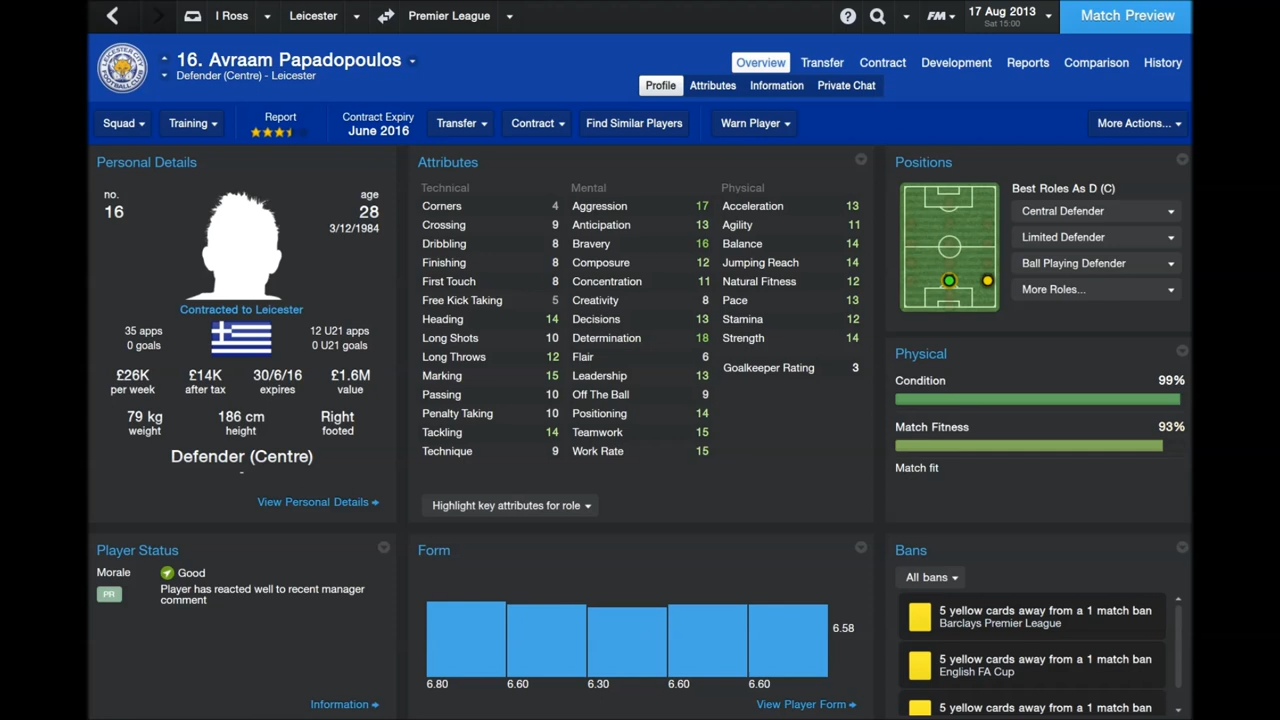 I Ross
Leicester
Premier League
FM
17 Aug 2013
Sat 15:00
Match Preview
16. Avraam Papadopoulos
Defender (Centre) - Leicester
Overview Transfer Contract Development Reports Comparison History
Profile Attributes Information Private Chat
Squad Training Report
Contract Expiry
June 2016
Transfer Contract Find Similar Players Warn Player More Actions...
Personal Details
no.
16
age
28
3/12/1984
Contracted to Leicester
35 apps
0 goals
12 U21 apps
0 U21 goals
£26K
per week
£14K
after tax
30/6/16
expires
£1.6M
value
79 kg
weight
186 cm
height
Right
footed
Defender (Centre)
-
View Personal Details
Attributes
Technical
Corners 4
Crossing 9
Dribbling 8
Finishing 8
First Touch 8
Free Kick Taking 5
Heading 14
Long Shots 10
Long Throws 12
Marking 15
Passing 10
Penalty Taking 10
Tackling 14
Technique 9
Mental
Aggression 17
Anticipation 13
Bravery 16
Composure 12
Concentration 11
Creativity 8
Decisions 13
Determination 18
Flair 6
Leadership 13
Off The Ball 9
Positioning 14
Teamwork 15
Work Rate 15
Physical
Acceleration 13
Agility 11
Balance 14
Jumping Reach 14
Natural Fitness 12
Pace 13
Stamina 12
Strength 14
Goalkeeper Rating 3
Highlight key attributes for role
Positions
Best Roles As D (C)
Central Defender
Limited Defender
Ball Playing Defender
More Roles...
Physical
Condition 99%
Match Fitness 93%
Match fit
Player Status
Morale Good
PR
Player has reacted well to recent manager
comment
Information
Form
6.58
6.80 6.60 6.30 6.60 6.60
View Player Form
Bans
All bans
5 yellow cards away from a 1 match ban
Barclays Premier League
5 yellow cards away from a 1 match ban
English FA Cup
5 yellow cards away from a 1 match ban